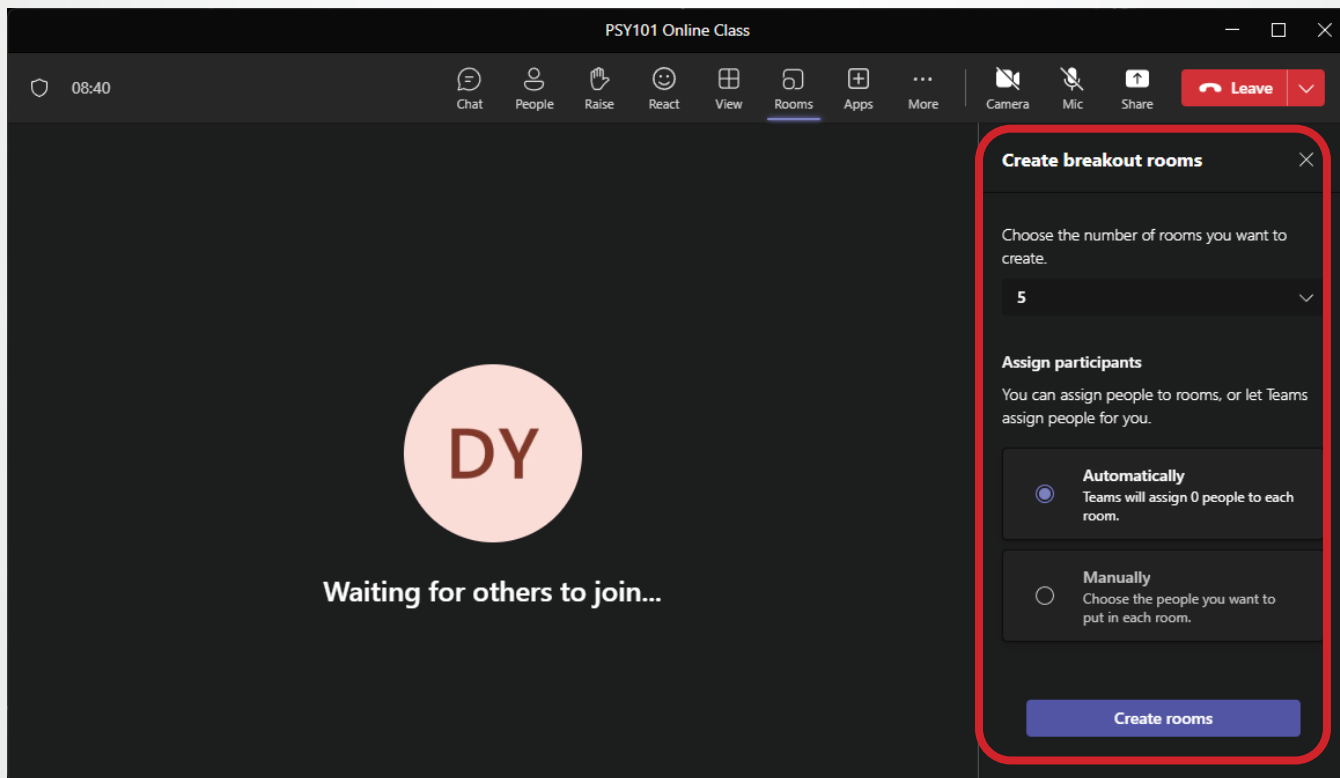 PSY101 Online Class
08:40
Chat People Raise React View Rooms Apps More Camera Mic Share Leave
Create breakout rooms
Choose the number of rooms you want to
create.
5
Assign participants
You can assign people to rooms, or let Teams
assign people for you.
Automatically
Teams will assign 0 people to each
room.
Manually
Choose the people you want to
put in each room.
Create rooms
DY
Waiting for others to join...